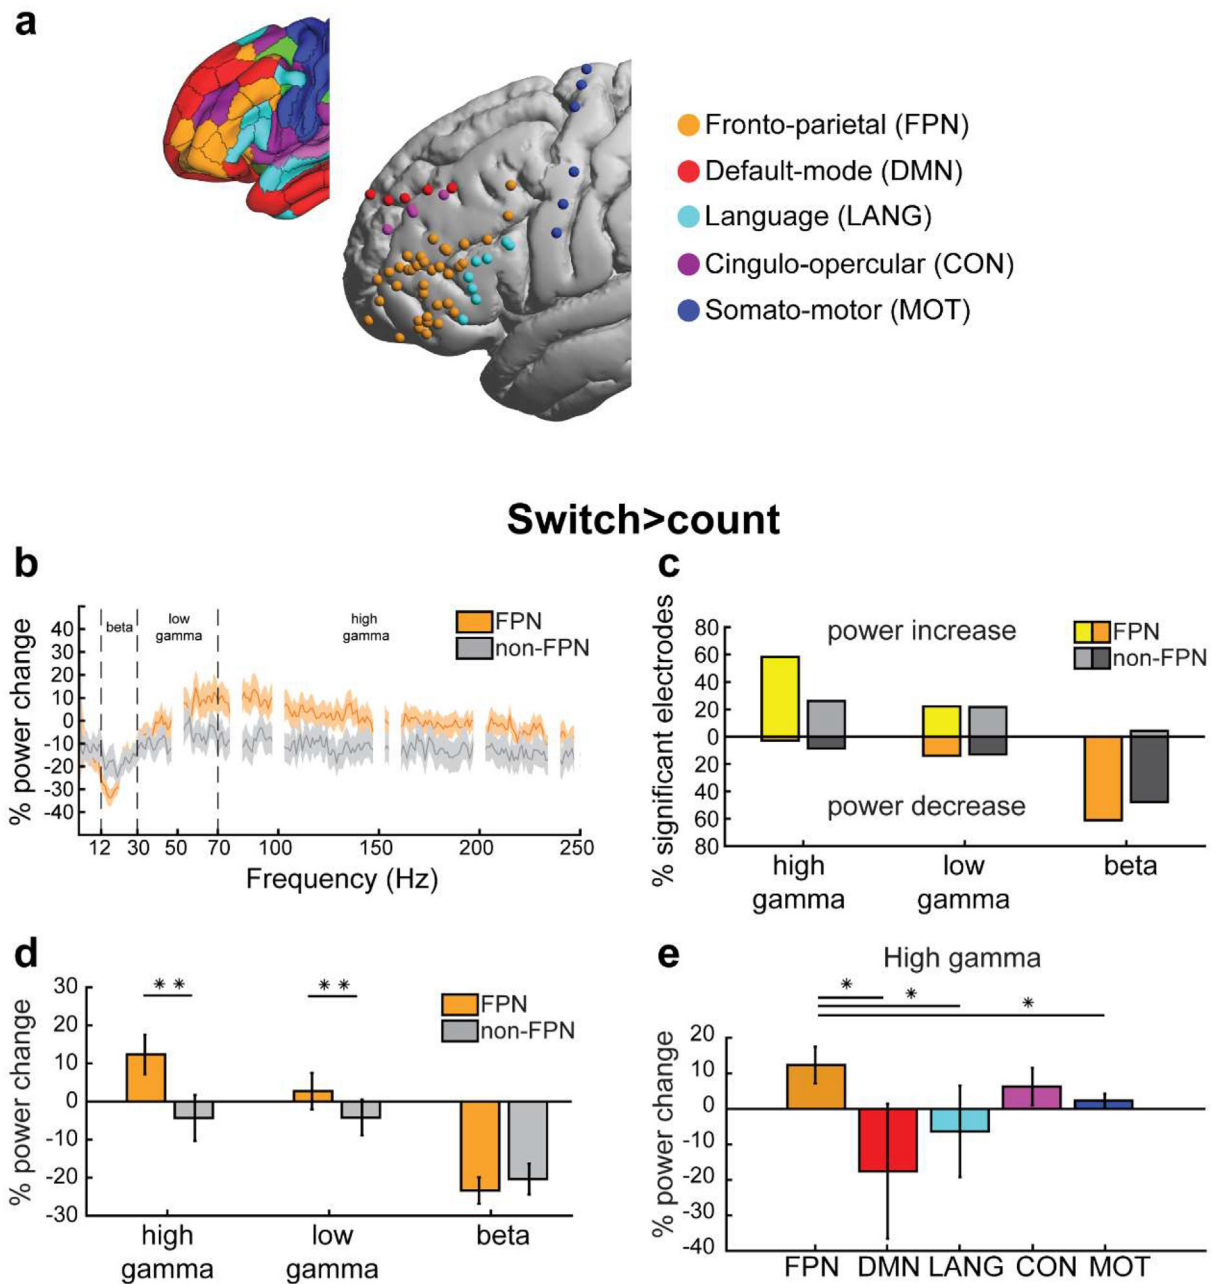 a
Fronto-parietal (FPN)
Default-mode (DMN)
Language (LANG)
Cingulo-opercular (CON)
Somato-motor (MOT)
Switch>count
b
% power change
40
30
20
10
0
-10
-20
-30
-40
beta
low
gamma
high
gamma
FPN
non-FPN
12 30 50 70 100 150 200 250
Frequency (Hz)
c
% significant electrodes
80
60
40
20
0
20
40
60
80
power increase
power decrease
FPN
non-FPN
high
gamma
low
gamma
beta
d
% power change
30
20
10
0
-10
-20
-30
* *
* *
FPN
non-FPN
high
gamma
low
gamma
beta
e
High gamma
% power change
20
10
0
-10
-20
-30
-40
*
*
*
FPN DMN LANG CON MOT